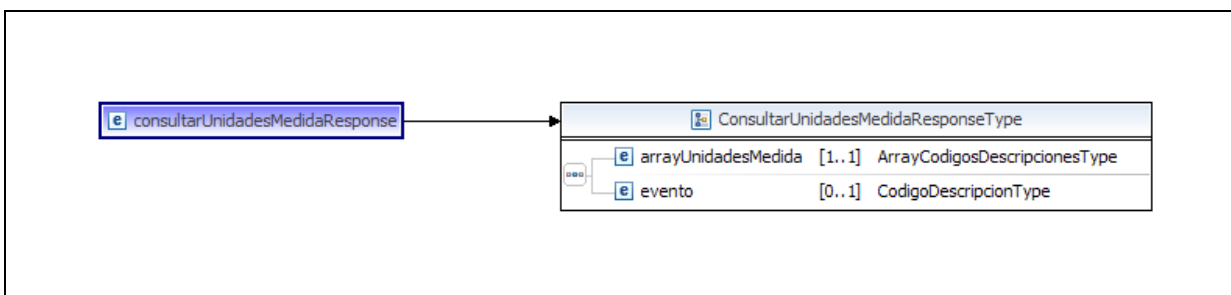 e consultarUnidadesMedidaResponse
ConsultarUnidadesMedidaResponseType
e arrayUnidadesMedida [1..1] ArrayCodigosDescripcionesType
e evento [0..1] CodigoDescripcionType